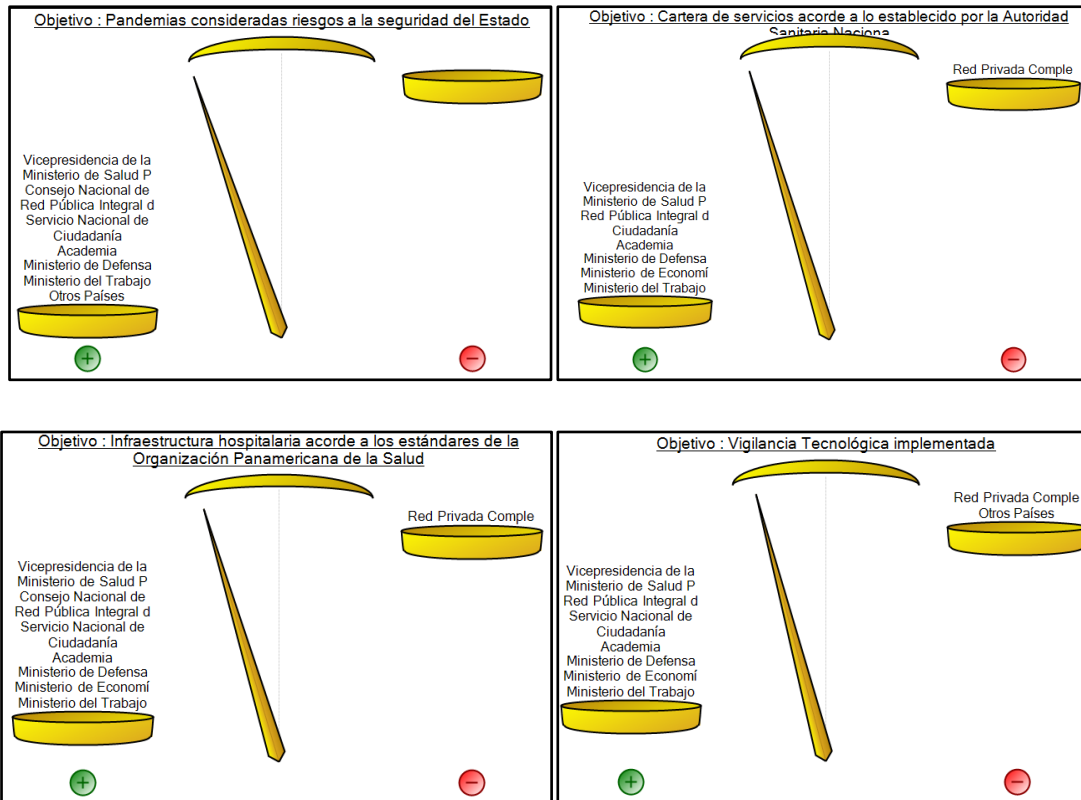 Objetivo : Pandemias consideradas riesgos a la seguridad del Estado
Vicepresidencia de la
Ministerio de Salud P
Consejo Nacional de
Red Pública Integral d
Servicio Nacional de
Ciudadanía
Academia
Ministerio de Defensa
Ministerio del Trabajo
Otros Países
+
−
Objetivo : Cartera de servicios acorde a lo establecido por la Autoridad
Sanitaria Naciona
Red Privada Comple
Vicepresidencia de la
Ministerio de Salud P
Red Pública Integral d
Ciudadanía
Academia
Ministerio de Defensa
Ministerio de Economí
Ministerio del Trabajo
+
−
Objetivo : Infraestructura hospitalaria acorde a los estándares de la
Organización Panamericana de la Salud
Red Privada Comple
Vicepresidencia de la
Ministerio de Salud P
Consejo Nacional de
Red Pública Integral d
Servicio Nacional de
Ciudadanía
Academia
Ministerio de Defensa
Ministerio de Economí
Ministerio del Trabajo
+
−
Objetivo : Vigilancia Tecnológica implementada
Red Privada Comple
Otros Países
Vicepresidencia de la
Ministerio de Salud P
Red Pública Integral d
Servicio Nacional de
Ciudadanía
Academia
Ministerio de Defensa
Ministerio de Economí
Ministerio del Trabajo
+
−